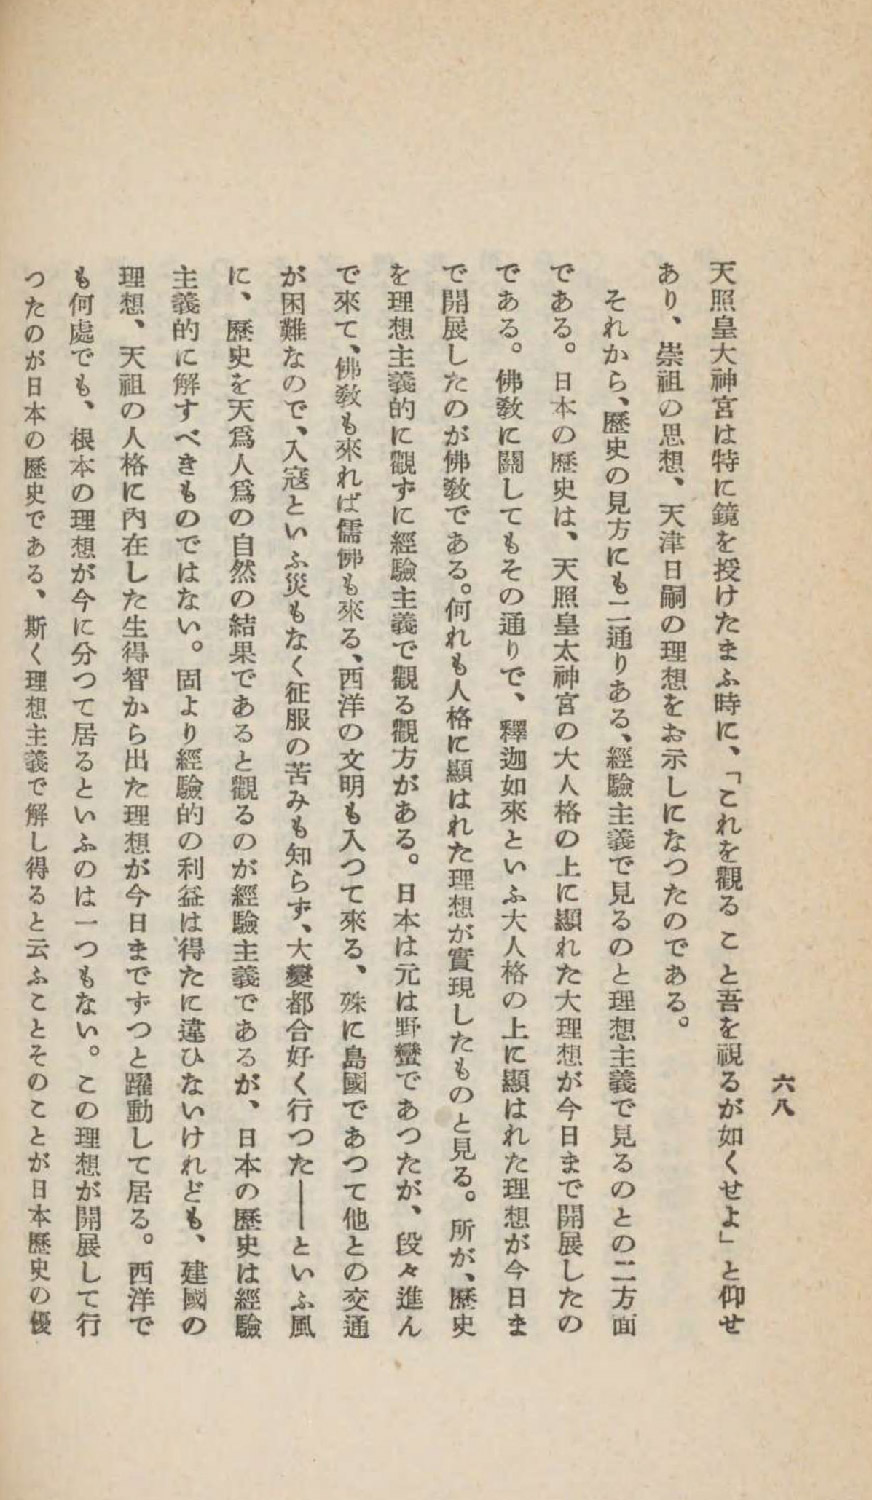 六八
天照皇大神宮は特に鏡を授けたまふ時に、「これを觀ること吾を視るが如くせよ」と仰せ
あり、崇祖の思想、天津日嗣の理想をお示しになつたのである。
それから、歷史の見方にも二通りある、經驗主義で見るのと理想主義で見るのとの二方面
である。日本の歷史は、天照皇太神宮の大人格の上に顯れた大理想が今日まで開展したの
である。佛敎に關してもその通りで、釋迦如來といふ大人格の上に顯はれた理想が今日ま
で開展したのが佛敎である。何れも人格に顯はれた理想が實現したものと見る。所が、歷史
を理想主義的に觀ずに經驗主義で觀る觀方がある。日本は元は野蠻であつたが、段々進ん
で來て、佛敎も來れば儒佛も來る、西洋の文明も入つて來る、殊に島國であつて他との交通
が困難なので、入寇といふ災もなく征服の苦みも知らず、大變都合好く行つた――といふ風
に、歷史を天爲人爲の自然の結果であると觀るのが經驗主義であるが、日本の歷史は經驗
主義的に解すべきものではない。固より經驗的の利益は得たに違ひないけれども、建國の
理想、天祖の人格に內在した生得智から出た理想が今日までずつと躍動して居る。西洋で
も何處でも、根本の理想が今に分つて居るといふのは一つもない。この理想が開展して行
つたのが日本の歷史である、斯く理想主義で解し得ると云ふことそのことが日本歷史の優